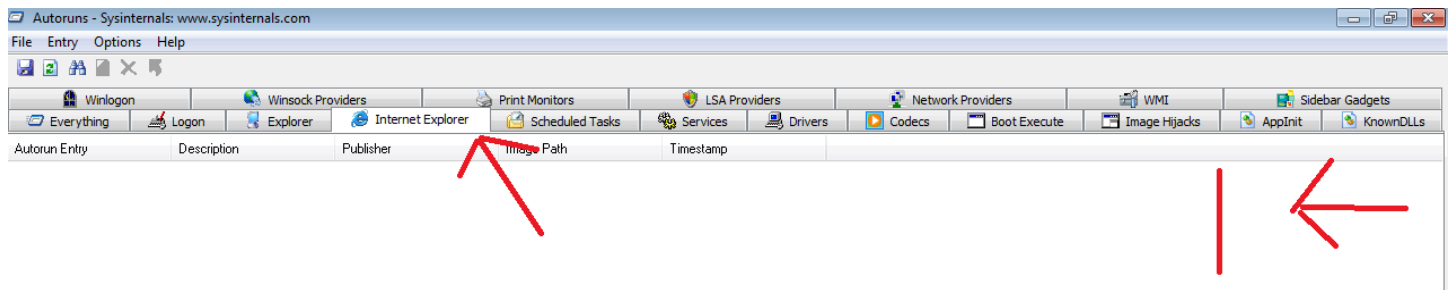 Autoruns - Sysinternals: www.sysinternals.com
File Entry Options Help
Winlogon Winsock Providers Print Monitors LSA Providers Network Providers WMI Sidebar Gadgets
Everything Logon Explorer Internet Explorer Scheduled Tasks Services Drivers Codecs Boot Execute Image Hijacks AppInit KnownDLLs
Autorun Entry Description Publisher Image Path Timestamp